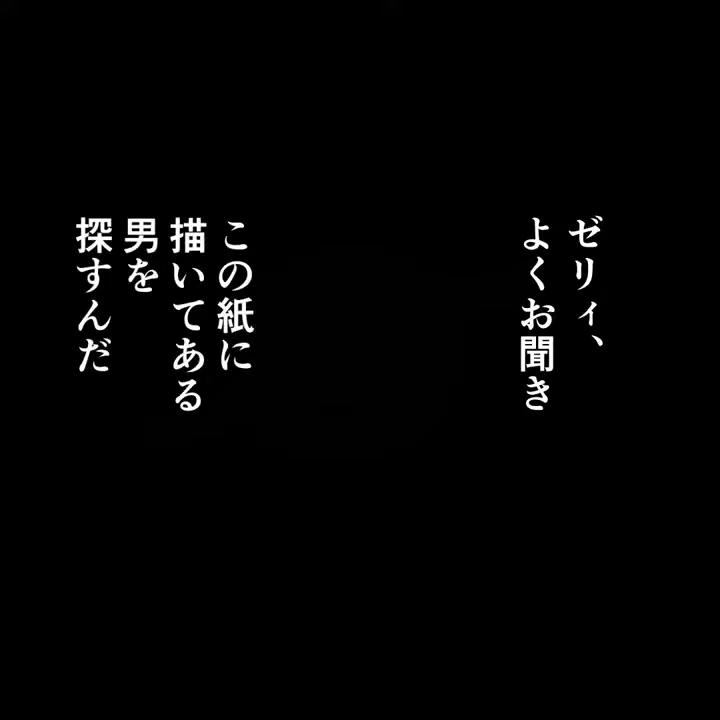 ゼリィ、
よくお聞き
この紙に
描いてある
男を
探すんだ